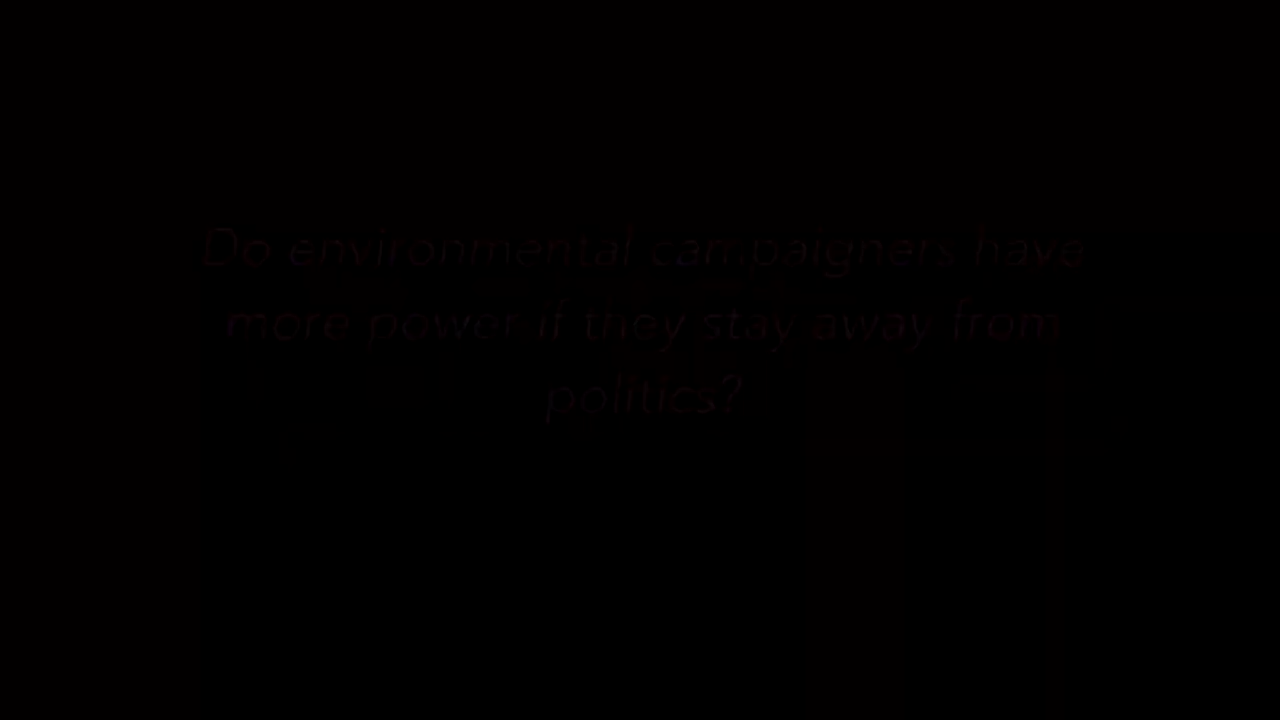 Do environmental campaigners have
more power if they stay away from
politics?